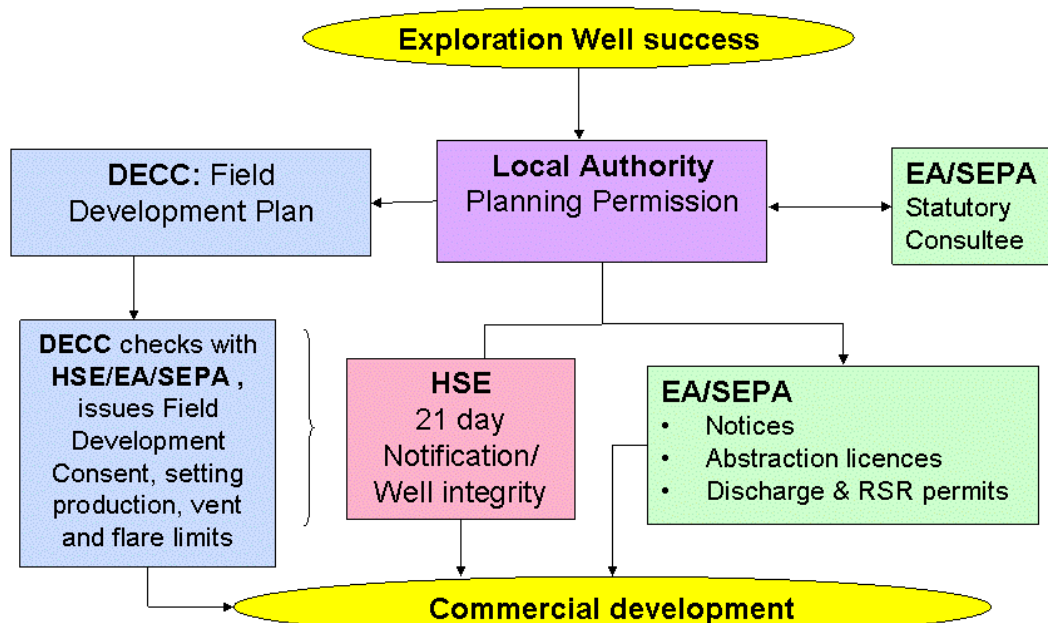 Exploration Well success
DECC: Field
Development Plan
Local Authority
Planning Permission
EA/SEPA
Statutory
Consultee
DECC checks with
HSE/EA/SEPA ,
issues Field
Development
Consent, setting
production, vent
and flare limits
HSE
21 day
Notification/
Well integrity
EA/SEPA
• Notices
• Abstraction licences
• Discharge & RSR permits
Commercial development